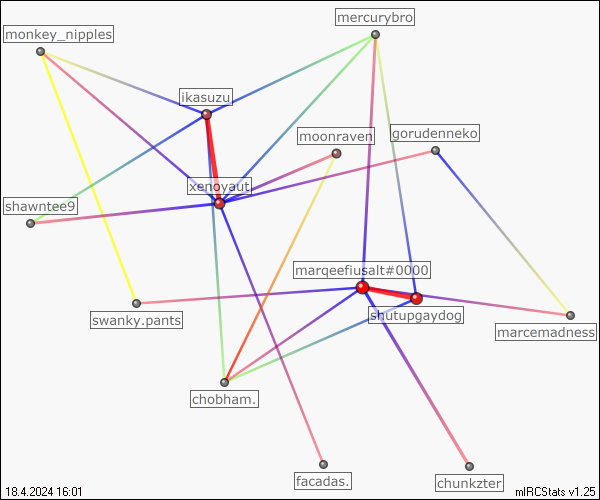 mercurybro
monkey_nipples
ikasuzu
moonraven
gorudenneko
xenoyaut
shawntee9
marqeefiusalt#0000
swanky.pants
shutupgaydog
marcemadness
chobham.
facadas.
chunkzter
18.4.2024 16:01
mIRCStats v1.25